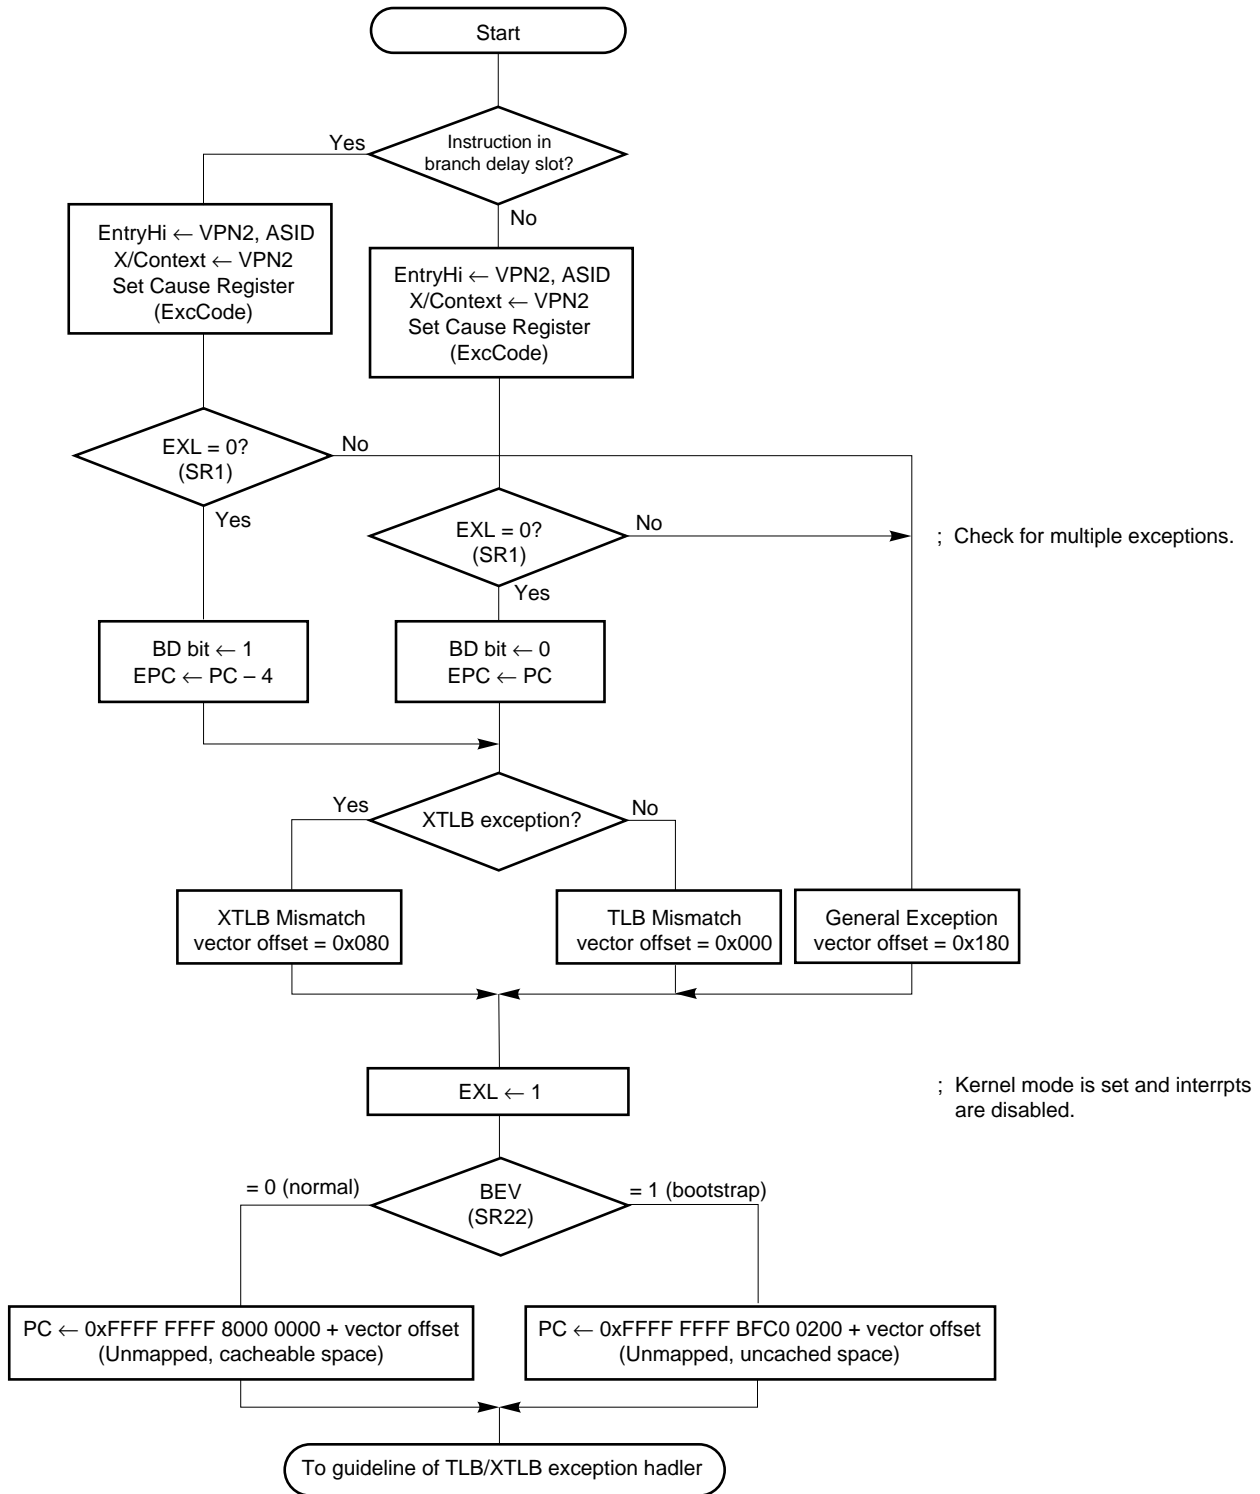 Start
Instruction in
branch delay slot?
Yes
No
EntryHi ← VPN2, ASID
X/Context ← VPN2
Set Cause Register
(ExcCode)
EntryHi ← VPN2, ASID
X/Context ← VPN2
Set Cause Register
(ExcCode)
EXL = 0?
(SR1)
No
Yes
EXL = 0?
(SR1)
No
Yes
; Check for multiple exceptions.
BD bit ← 1
EPC ← PC – 4
BD bit ← 0
EPC ← PC
XTLB exception?
Yes
No
XTLB Mismatch
vector offset = 0x080
TLB Mismatch
vector offset = 0x000
General Exception
vector offset = 0x180
EXL ← 1
; Kernel mode is set and interrpts
are disabled.
BEV
(SR22)
= 0 (normal)
= 1 (bootstrap)
PC ← 0xFFFF FFFF 8000 0000 + vector offset
(Unmapped, cacheable space)
PC ← 0xFFFF FFFF BFC0 0200 + vector offset
(Unmapped, uncached space)
To guideline of TLB/XTLB exception hadler